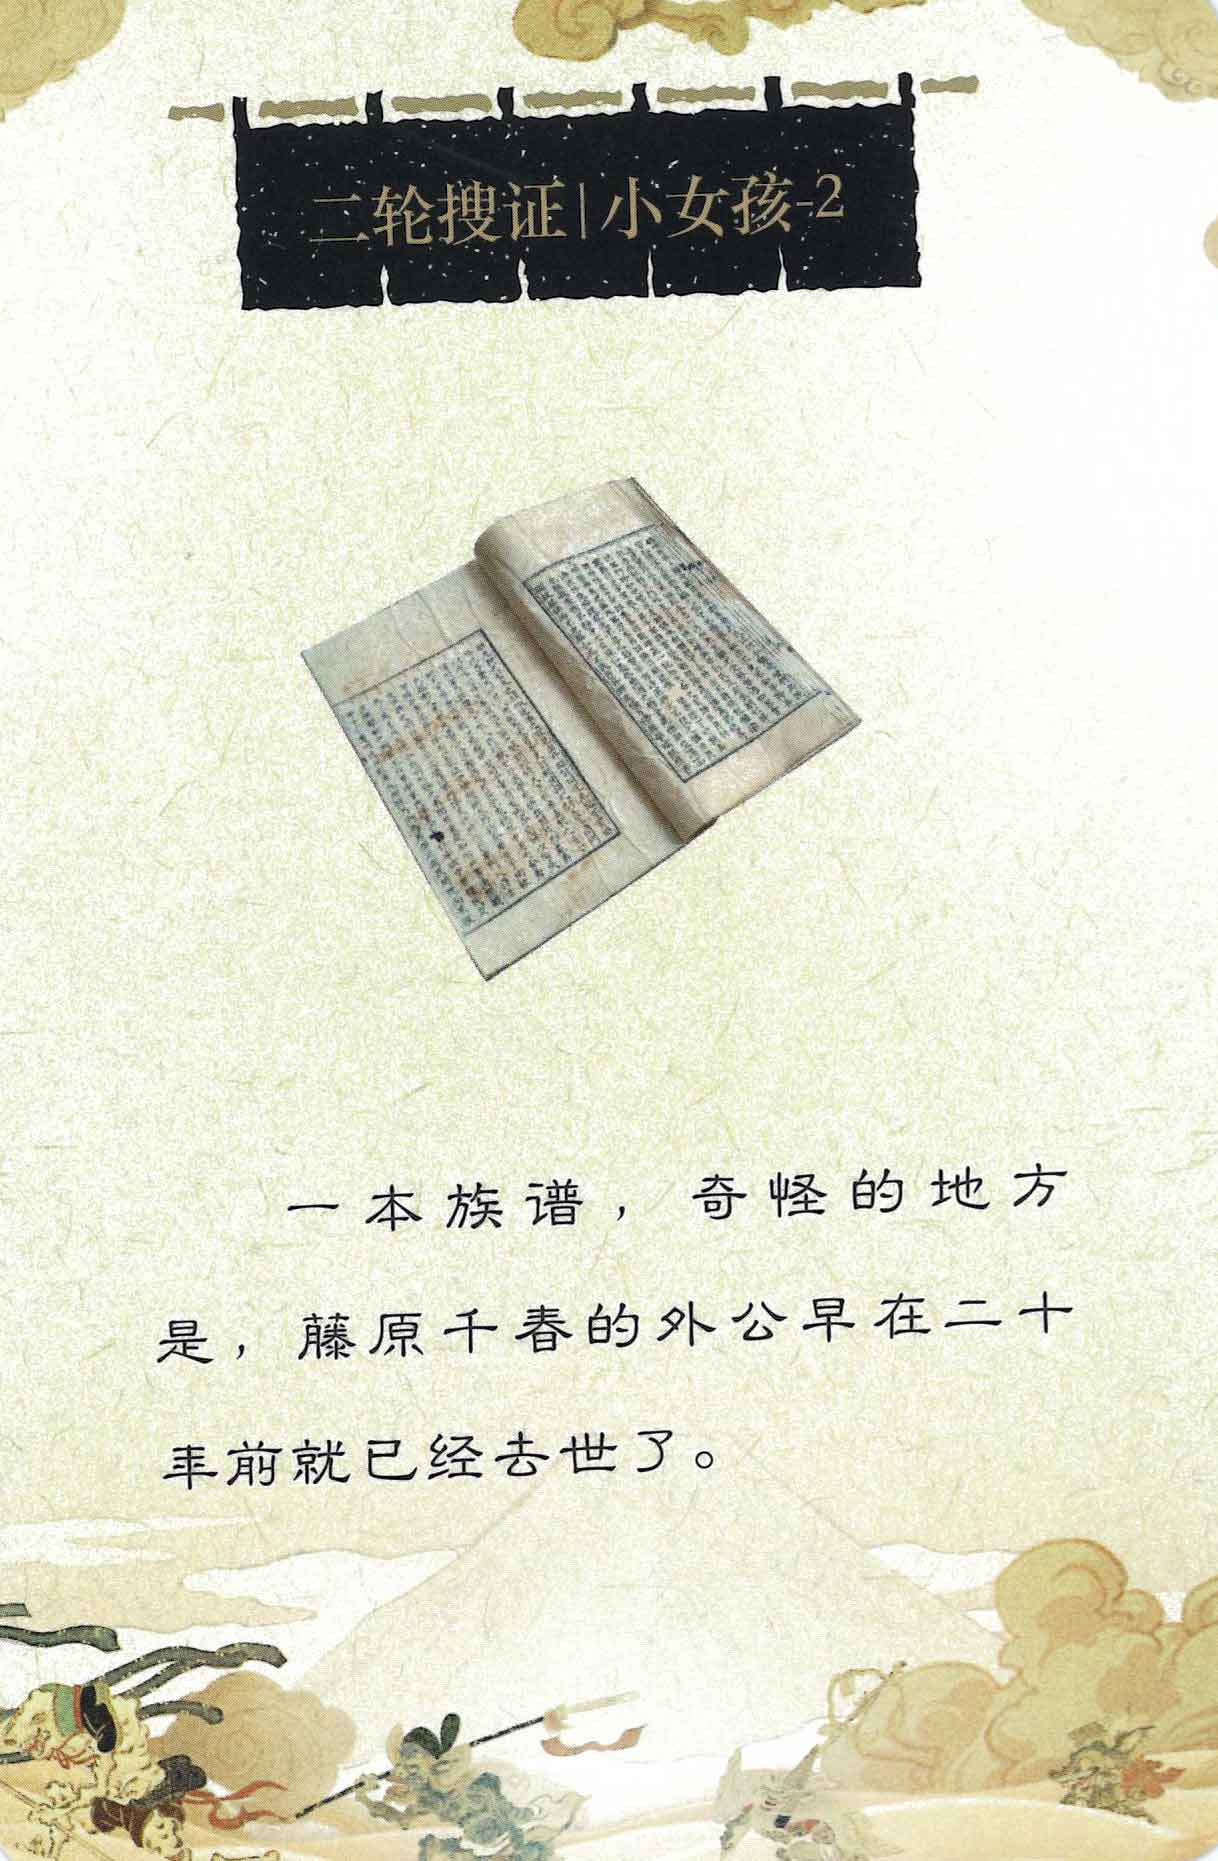 二轮搜证|小女孩-2
一本族谱，奇怪的地方
是，藤原千春的外公早在二十
年前就已经去世了。